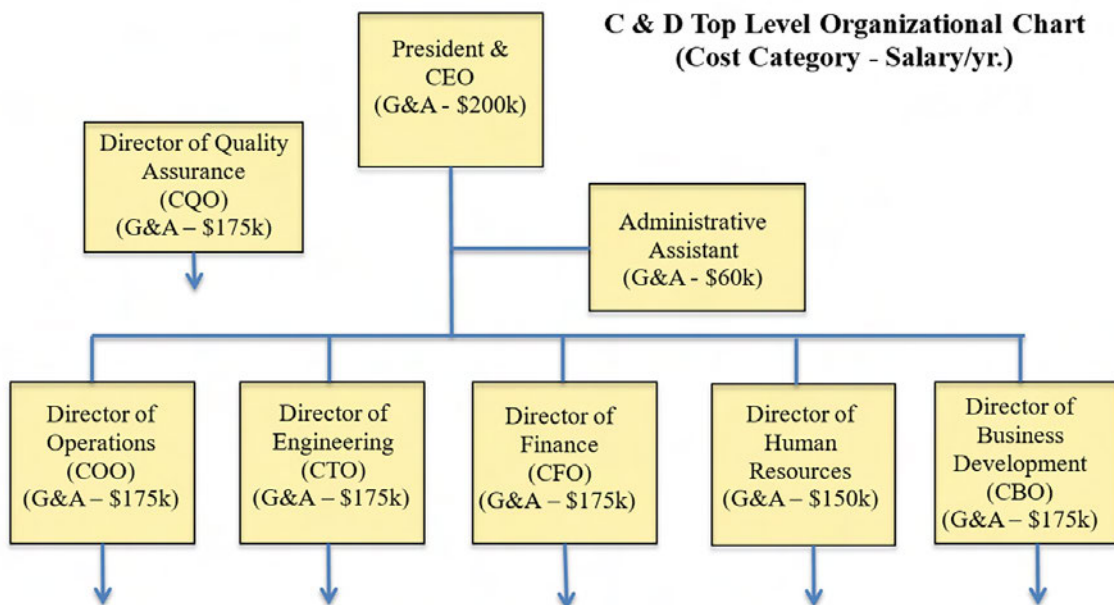 C & D Top Level Organizational Chart
(Cost Category - Salary/yr.)
President &
CEO
(G&A - $200k)
Director of Quality
Assurance
(CQO)
(G&A – $175k)
Administrative
Assistant
(G&A - $60k)
Director of
Operations
(COO)
(G&A – $175k)
Director of
Engineering
(CTO)
(G&A – $175k)
Director of
Finance
(CFO)
(G&A – $175k)
Director of
Human
Resources
(G&A – $150k)
Director of
Business
Development
(CBO)
(G&A – $175k)